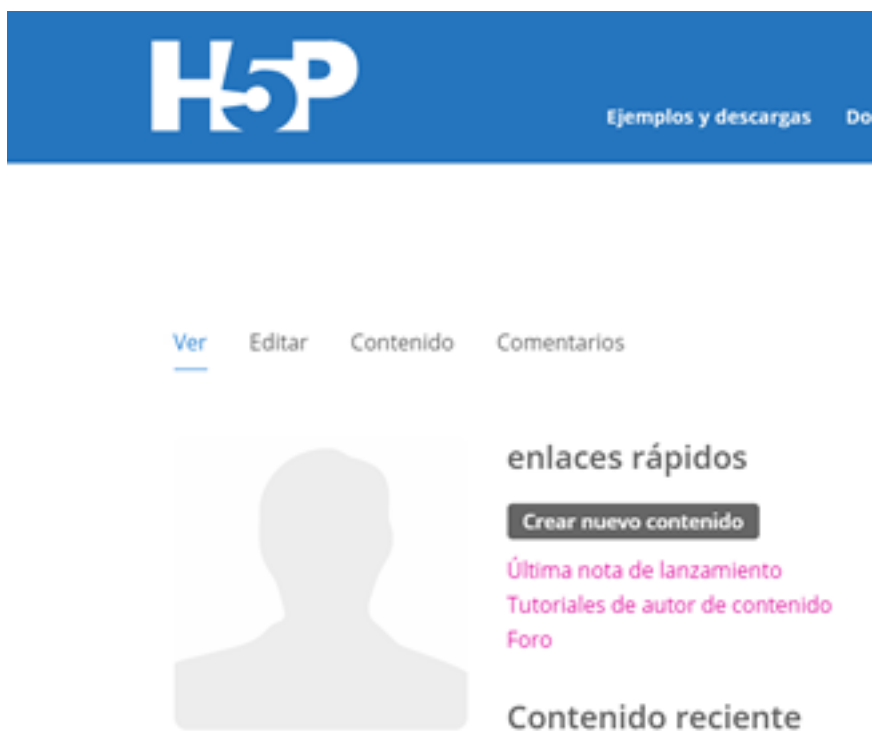 H5P
Ejemplos y descargas
Ver Editar Contenido Comentarios
enlaces rápidos
Crear nuevo contenido
Última nota de lanzamiento
Tutoriales de autor de contenido
Foro
Contenido reciente